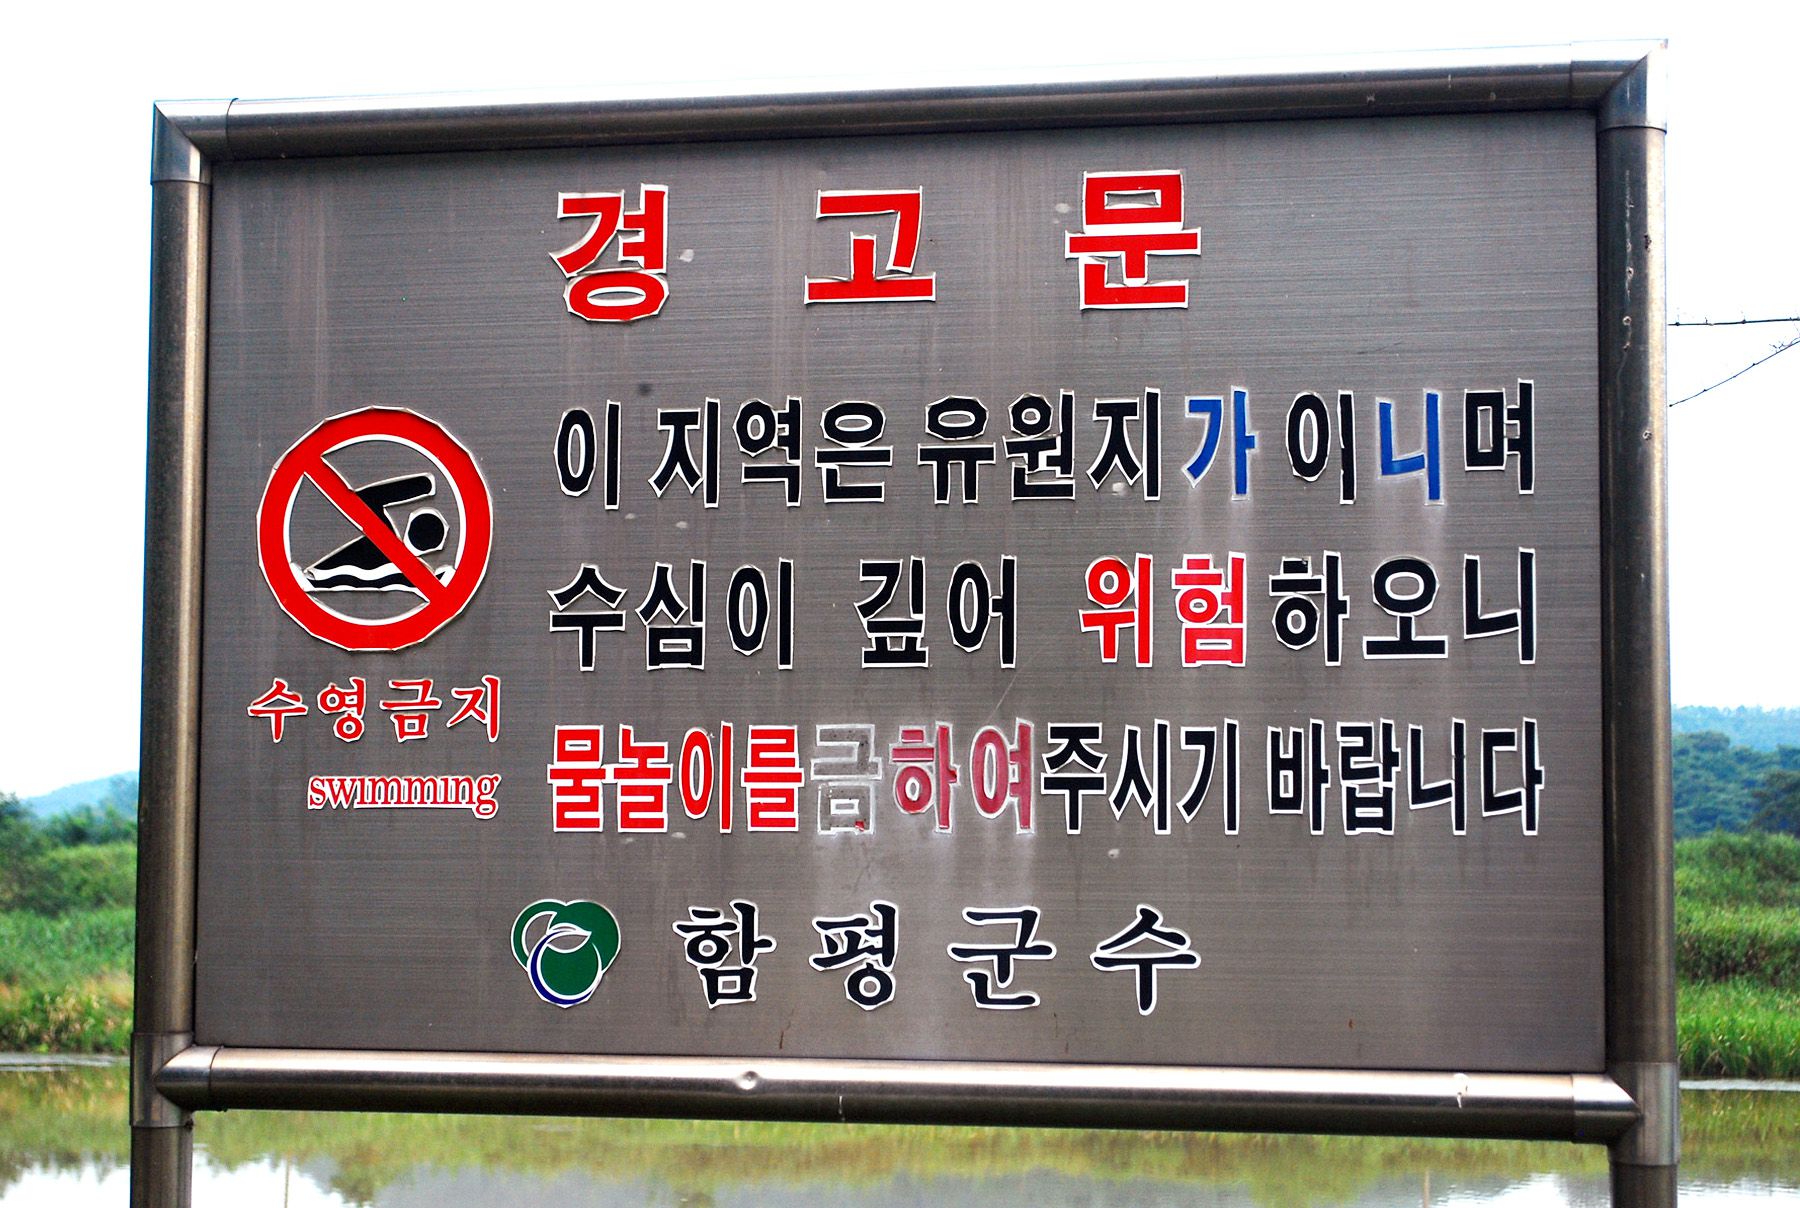 경고문
이 지역은 유원지가 이니며
수심이 깊어 위험하오니
물놀이를금하여주시기 바랍니다
수영금지
swimming
함평군수